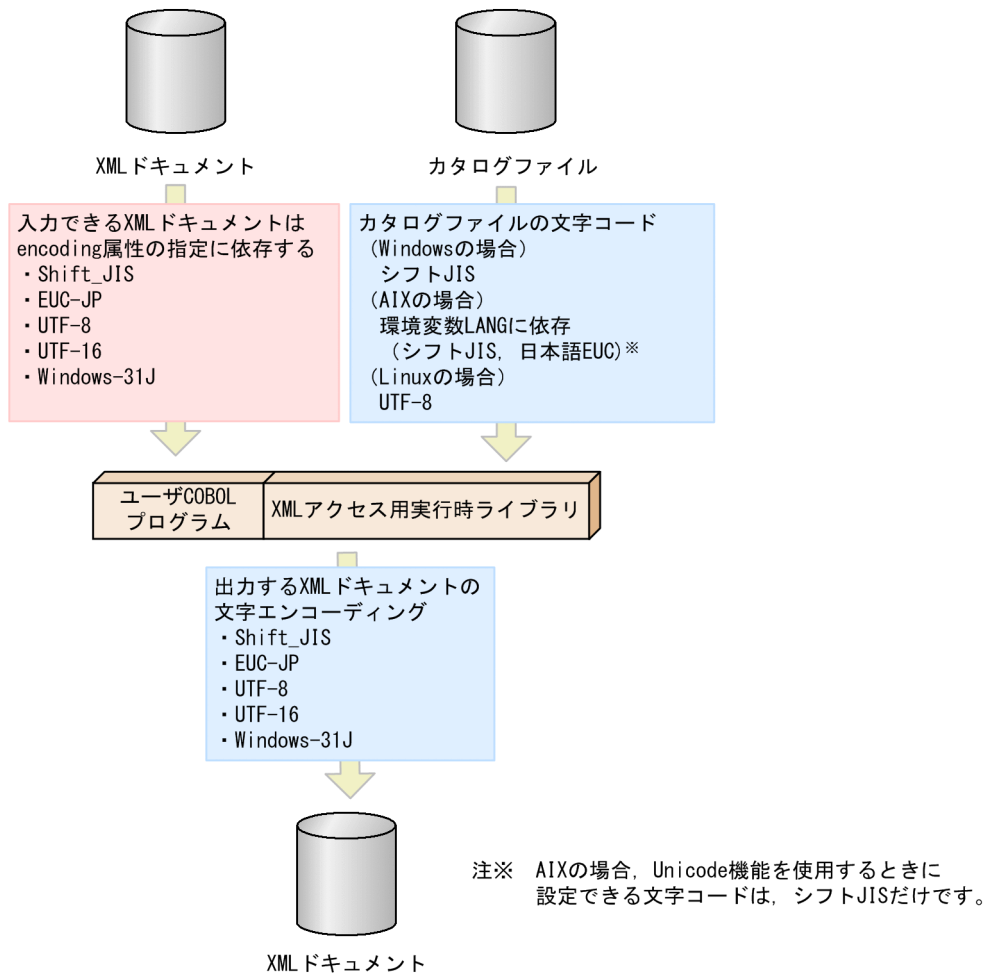 XMLドキュメント
カタログファイル
入力できるXMLドキュメントは
encoding属性の指定に依存する
・Shift_JIS
・EUC-JP
・UTF-8
・UTF-16
・Windows-31J
カタログファイルの文字コード
（Windowsの場合）
シフトJIS
（AIXの場合）
環境変数LANGに依存
（シフトJIS，日本語EUC)※
（Linuxの場合）
UTF-8
ユーザCOBOL
プログラム
XMLアクセス用実行時ライブラリ
出力するXMLドキュメントの
文字エンコーディング
・Shift_JIS
・EUC-JP
・UTF-8
・UTF-16
・Windows-31J
XMLドキュメント
注※　AIXの場合，Unicode機能を使用するときに
設定できる文字コードは，シフトJISだけです。